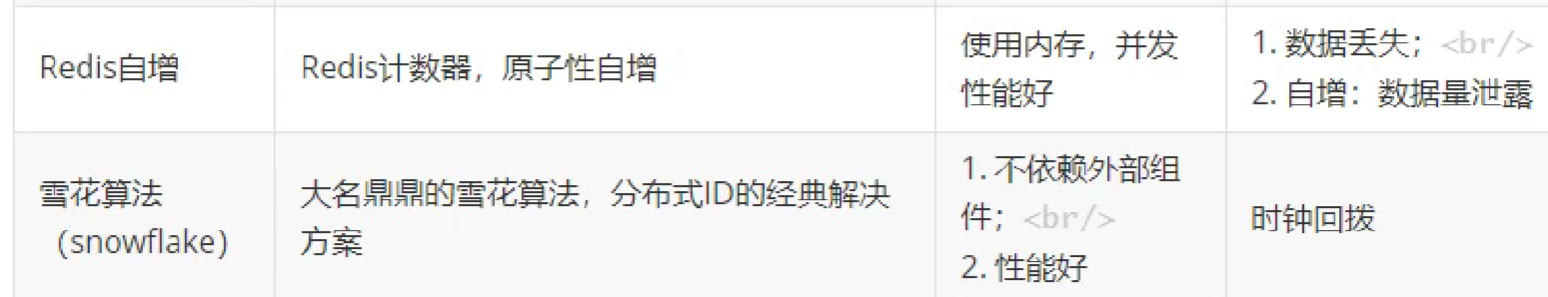 Redis自增
Redis计数器，原子性自增
使用内存，并发
性能好
1. 数据丢失；<br/>
2. 自增：数据量泄露
雪花算法
（snowflake）
大名鼎鼎的雪花算法，分布式ID的经典解决
方案
1. 不依赖外部组
件；<br/>
2. 性能好
时钟回拨